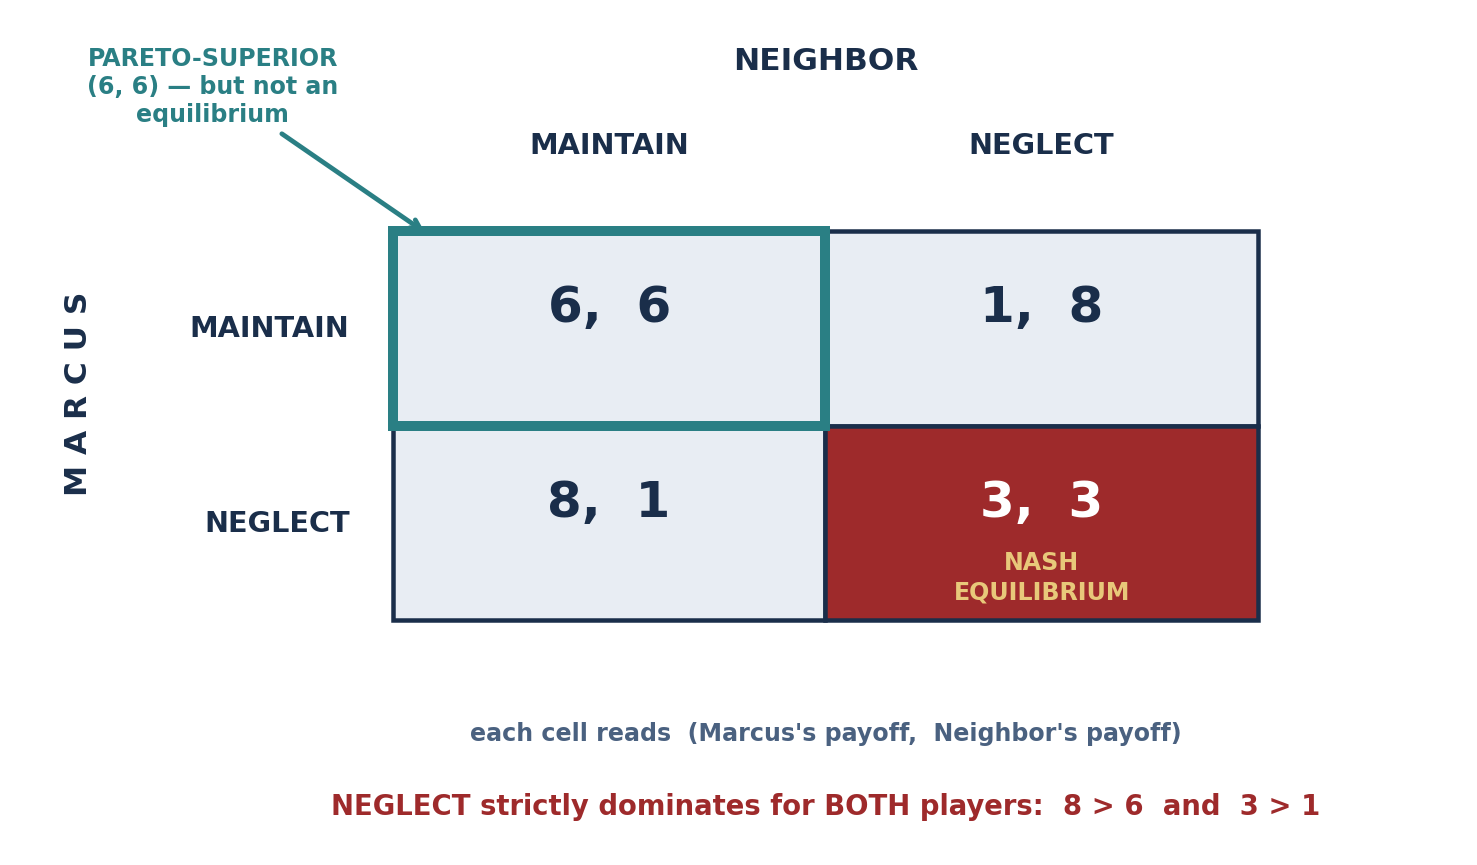 PARETO-SUPERIOR
(6, 6) — but not an
equilibrium
NEIGHBOR
MAINTAIN
NEGLECT
MARCUS
MAINTAIN
6, 6
1, 8
NEGLECT
8, 1
3, 3
NASH
EQUILIBRIUM
each cell reads (Marcus's payoff, Neighbor's payoff)
NEGLECT strictly dominates for BOTH players: 8 > 6 and 3 > 1